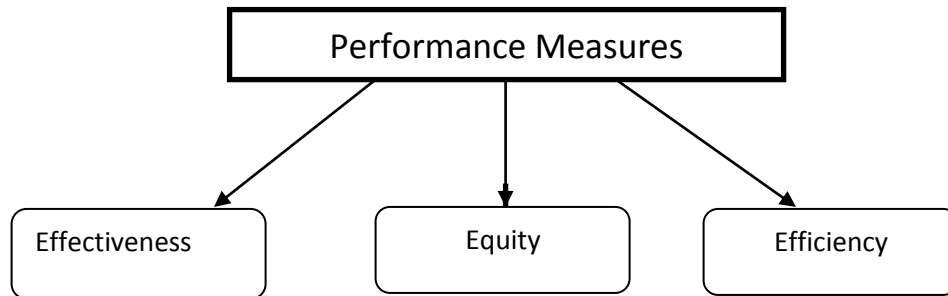 Performance Measures
Effectiveness
Equity
Efficiency